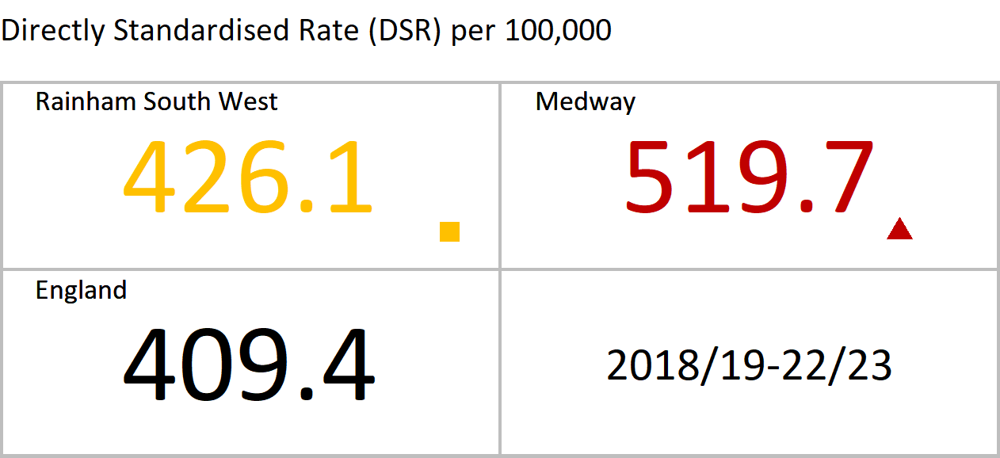 Directly Standardised Rate (DSR) per 100,000
Rainham South West
426.1
Medway
519.7
England
409.4
2018/19-22/23